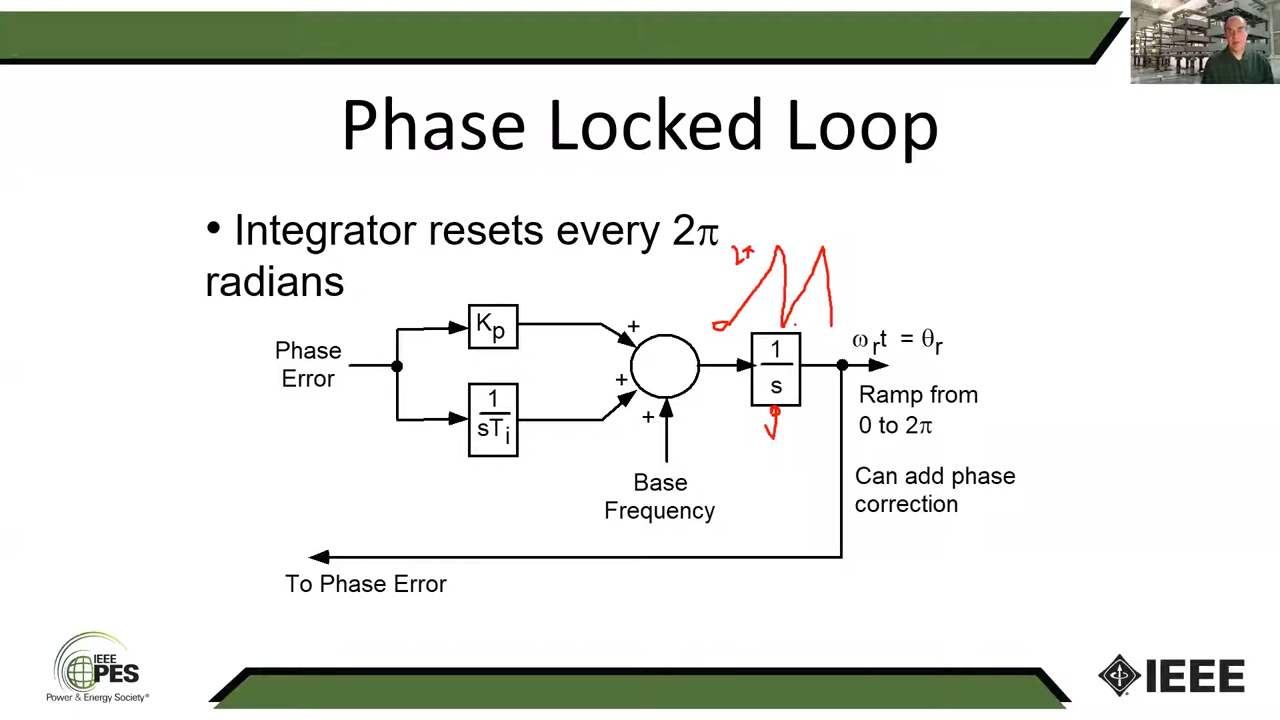 Phase Locked Loop
• Integrator resets every 2π
radians
2π
Kp
+
Phase
Error
1
s
ωrt = θr
+
1
sTi
+
Ramp from
0 to 2π
Base
Frequency
Can add phase
correction
To Phase Error
IEEE
PES
Power & Energy Society®
IEEE